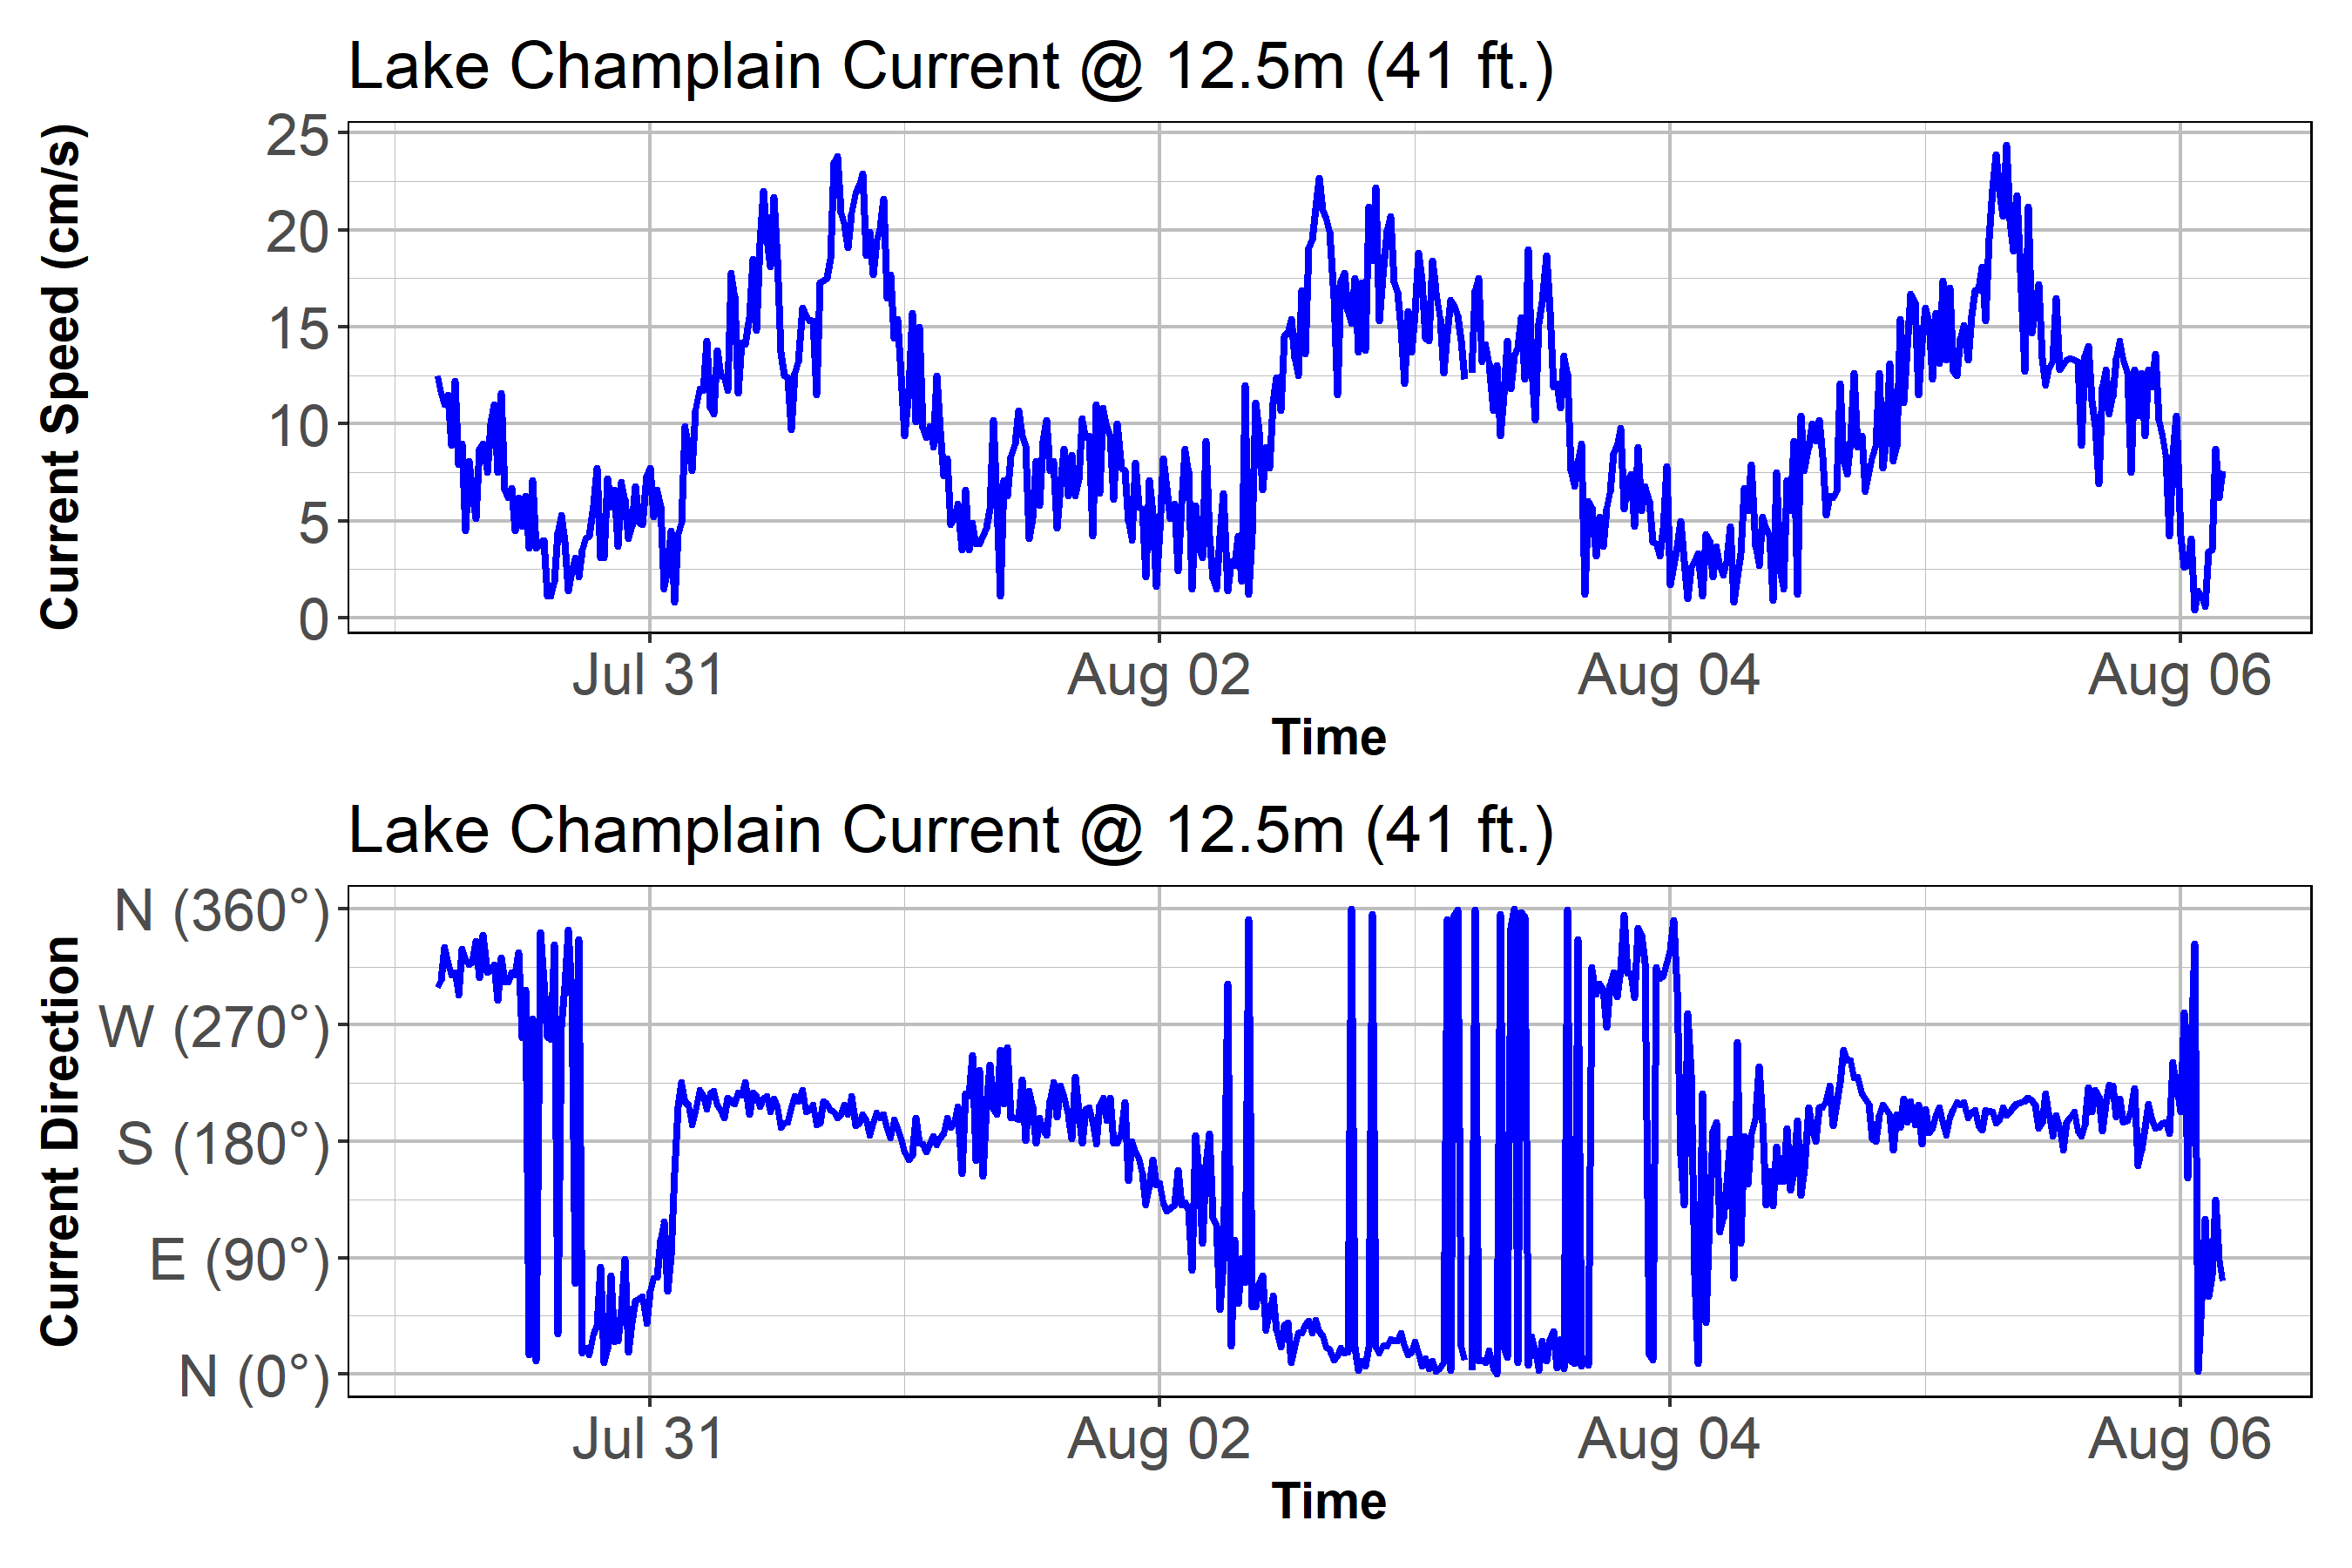 Lake Champlain Current @ 12.5m (41 ft.)
Current Speed (cm/s)
25
20
15
10
5
0
Jul 31 Aug 02 Aug 04 Aug 06
Time
Lake Champlain Current @ 12.5m (41 ft.)
Current Direction
N (360°)
W (270°)
S (180°)
E (90°)
N (0°)
Jul 31 Aug 02 Aug 04 Aug 06
Time